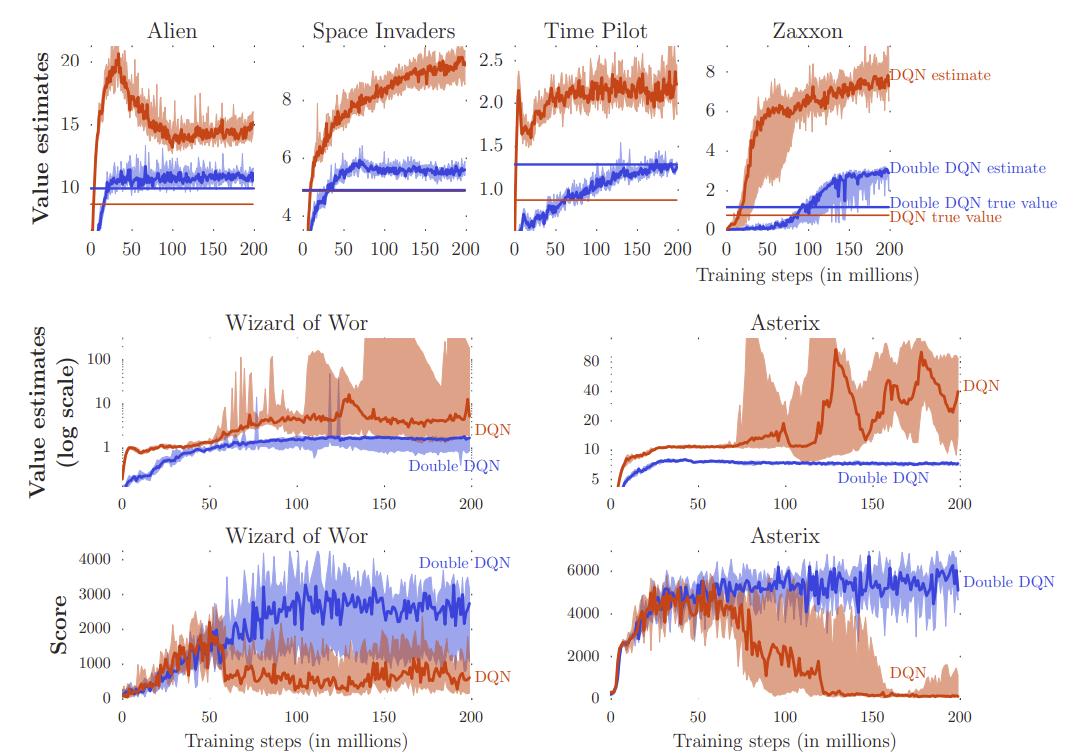 Alien
Space Invaders
Time Pilot
Zaxxon
Value estimates
20
15
10
0 50 100 150 200
8
6
4
0 50 100 150 200
2.5
2.0
1.5
1.0
0 50 100 150 200
8
6
4
2
0
0 50 100 150 200
DQN estimate
Double DQN estimate
Double DQN true value
DQN true value
Training steps (in millions)
Wizard of Wor
Value estimates
(log scale)
100
10
1
DQN
Double DQN
0 50 100 150 200
Asterix
80
40
20
10
5
DQN
Double DQN
0 50 100 150 200
Wizard of Wor
Score
4000
3000
2000
1000
0
Double DQN
DQN
0 50 100 150 200
Training steps (in millions)
Asterix
6000
4000
2000
0
Double DQN
DQN
0 50 100 150 200
Training steps (in millions)